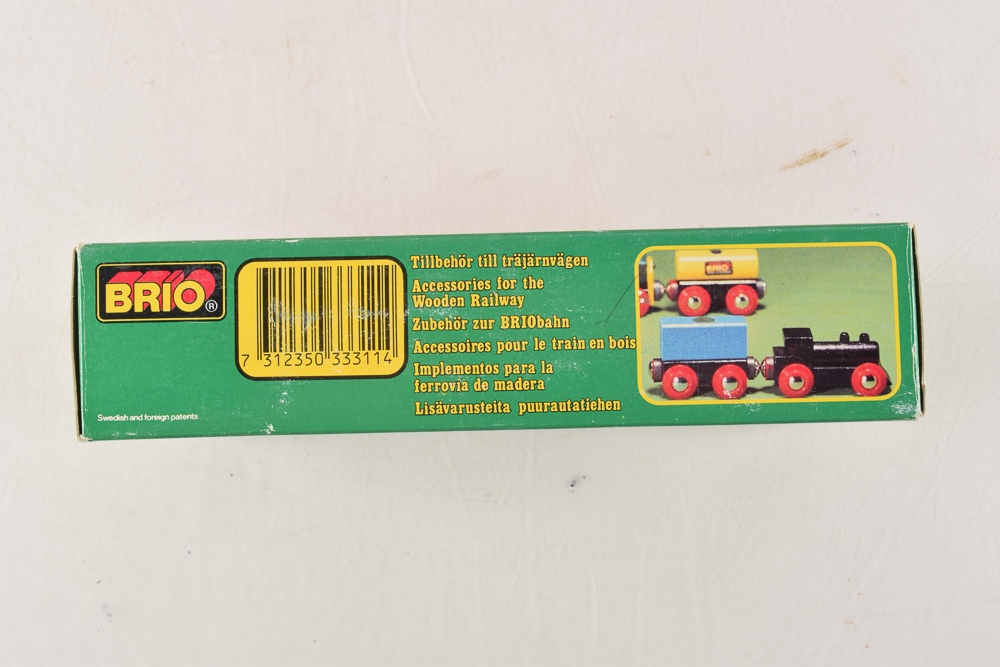 BRIO®
7 312350 333114
Swedish and foreign patents
Tillbehör till träjärnvägen
Accessories for the
Wooden Railway
Zubehör zur BRIObahn
Accessoires pour le train en bois
Implementos para la
ferrovia de madera
Lisävarusteita puurautatiehen
BRIO